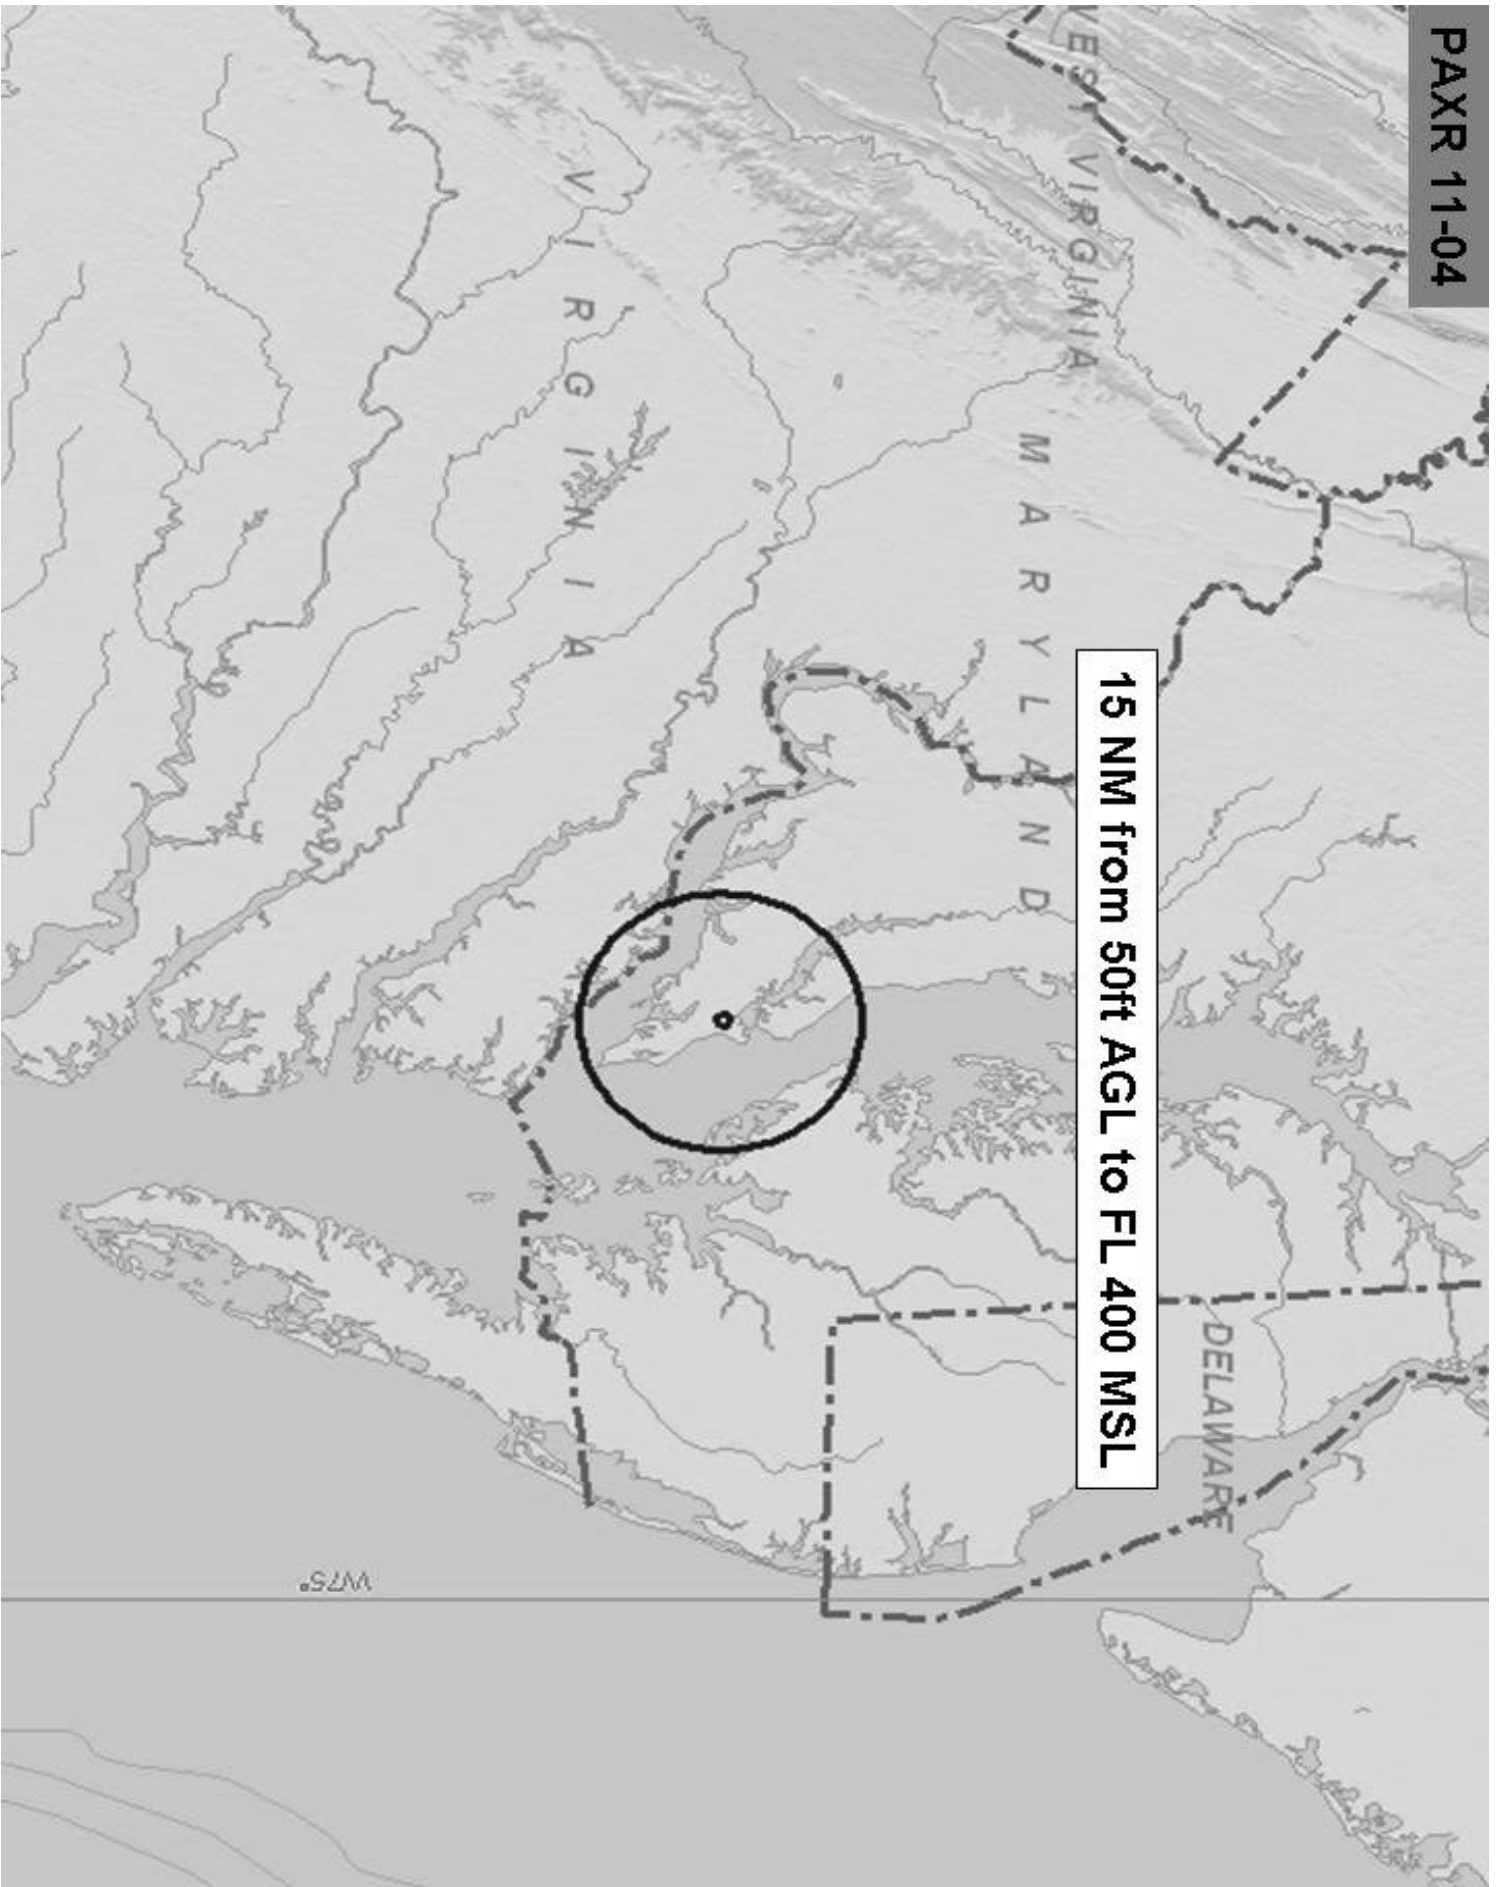 PAXR 11-04
WEST VIRGINIA
MARYLAND
15 NM from 50ft AGL to FL 400 MSL
VIRGINIA
DELAWARE
W75°